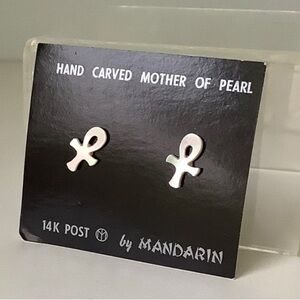 HAND CARVED MOTHER OF PEARL
14K POST by MANDARIN